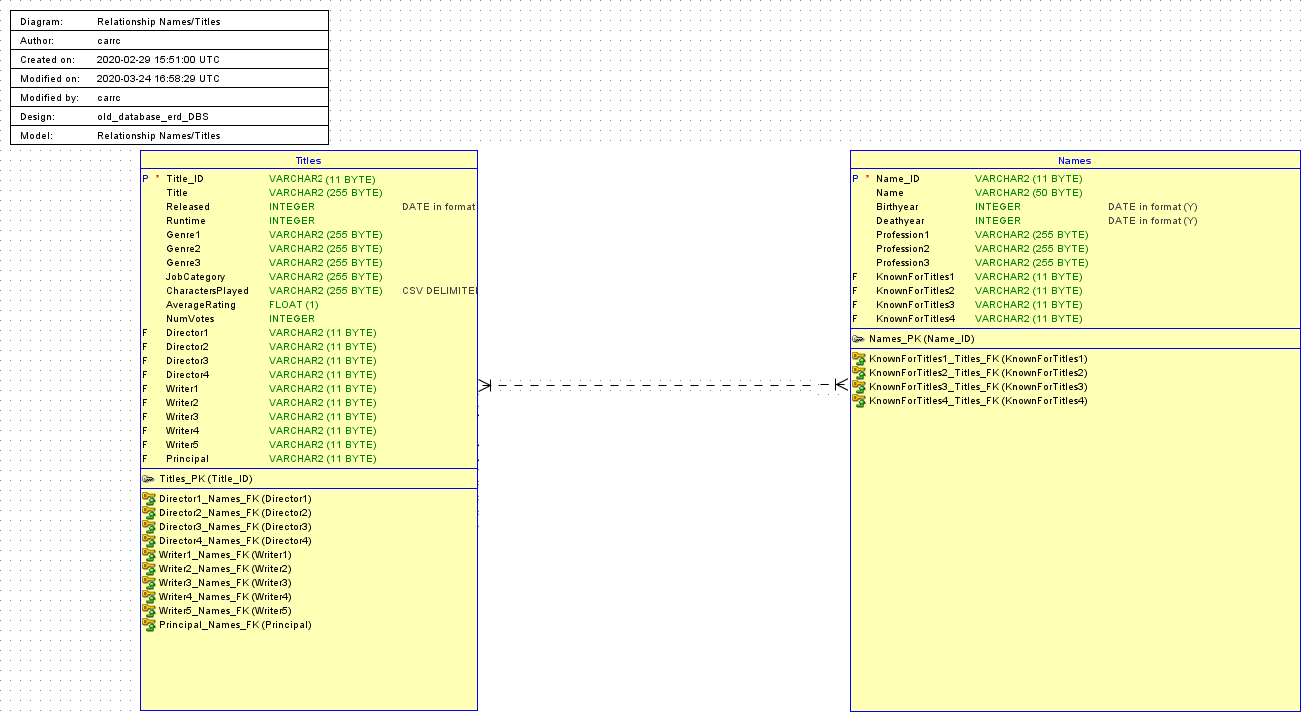 Diagram: Relationship Names/Titles
Author: carrc
Created on: 2020-02-29 15:51:00 UTC
Modified on: 2020-03-24 16:58:29 UTC
Modified by: carrc
Design: old_database_erd_DBS
Model: Relationship Names/Titles
Titles
P * Title_ID VARCHAR2 (11 BYTE)
Title VARCHAR2 (255 BYTE)
Released INTEGER DATE in format
Runtime INTEGER
Genre1 VARCHAR2 (255 BYTE)
Genre2 VARCHAR2 (255 BYTE)
Genre3 VARCHAR2 (255 BYTE)
JobCategory VARCHAR2 (255 BYTE)
CharactersPlayed VARCHAR2 (255 BYTE) CSV DELIMITE
AverageRating FLOAT (1)
NumVotes INTEGER
F Director1 VARCHAR2 (11 BYTE)
F Director2 VARCHAR2 (11 BYTE)
F Director3 VARCHAR2 (11 BYTE)
F Director4 VARCHAR2 (11 BYTE)
F Writer1 VARCHAR2 (11 BYTE)
F Writer2 VARCHAR2 (11 BYTE)
F Writer3 VARCHAR2 (11 BYTE)
F Writer4 VARCHAR2 (11 BYTE)
F Writer5 VARCHAR2 (11 BYTE)
F Principal VARCHAR2 (11 BYTE)
Titles_PK (Title_ID)
Director1_Names_FK (Director1)
Director2_Names_FK (Director2)
Director3_Names_FK (Director3)
Director4_Names_FK (Director4)
Writer1_Names_FK (Writer1)
Writer2_Names_FK (Writer2)
Writer3_Names_FK (Writer3)
Writer4_Names_FK (Writer4)
Writer5_Names_FK (Writer5)
Principal_Names_FK (Principal)
Names
P * Name_ID VARCHAR2 (11 BYTE)
Name VARCHAR2 (50 BYTE)
Birthyear INTEGER DATE in format (Y)
Deathyear INTEGER DATE in format (Y)
Profession1 VARCHAR2 (255 BYTE)
Profession2 VARCHAR2 (255 BYTE)
Profession3 VARCHAR2 (255 BYTE)
F KnownForTitles1 VARCHAR2 (11 BYTE)
F KnownForTitles2 VARCHAR2 (11 BYTE)
F KnownForTitles3 VARCHAR2 (11 BYTE)
F KnownForTitles4 VARCHAR2 (11 BYTE)
Names_PK (Name_ID)
KnownForTitles1_Titles_FK (KnownForTitles1)
KnownForTitles2_Titles_FK (KnownForTitles2)
KnownForTitles3_Titles_FK (KnownForTitles3)
KnownForTitles4_Titles_FK (KnownForTitles4)